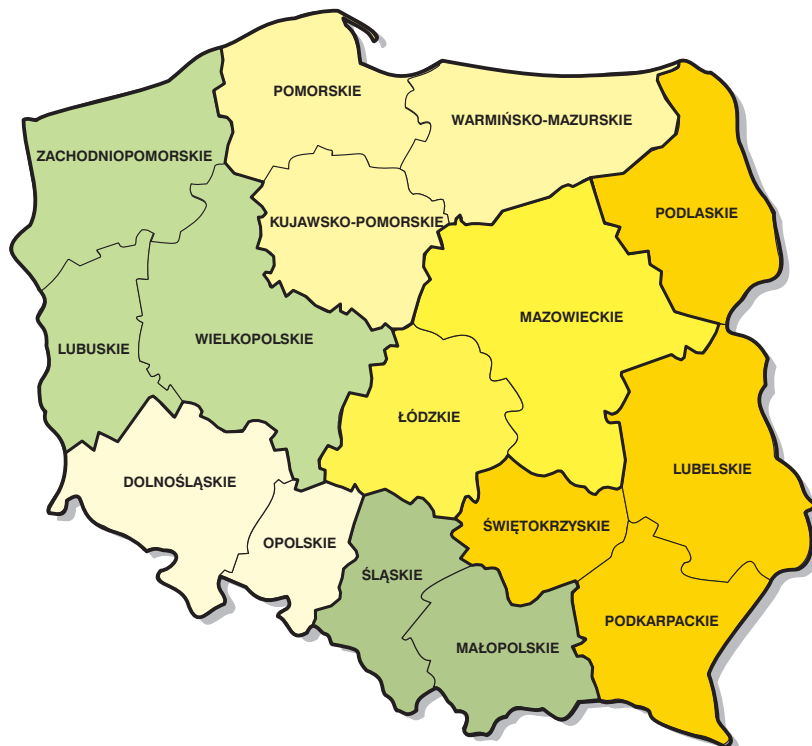 POMORSKIE
WARMIŃSKO-MAZURSKIE
ZACHODNIOPOMORSKIE
PODLASKIE
KUJAWSKO-POMORSKIE
MAZOWIECKIE
WIELKOPOLSKIE
LUBUSKIE
ŁÓDZKIE
LUBELSKIE
DOLNOŚLĄSKIE
ŚWIĘTOKRZYSKIE
OPOLSKIE
ŚLĄSKIE
PODKARPACKIE
MAŁOPOLSKIE